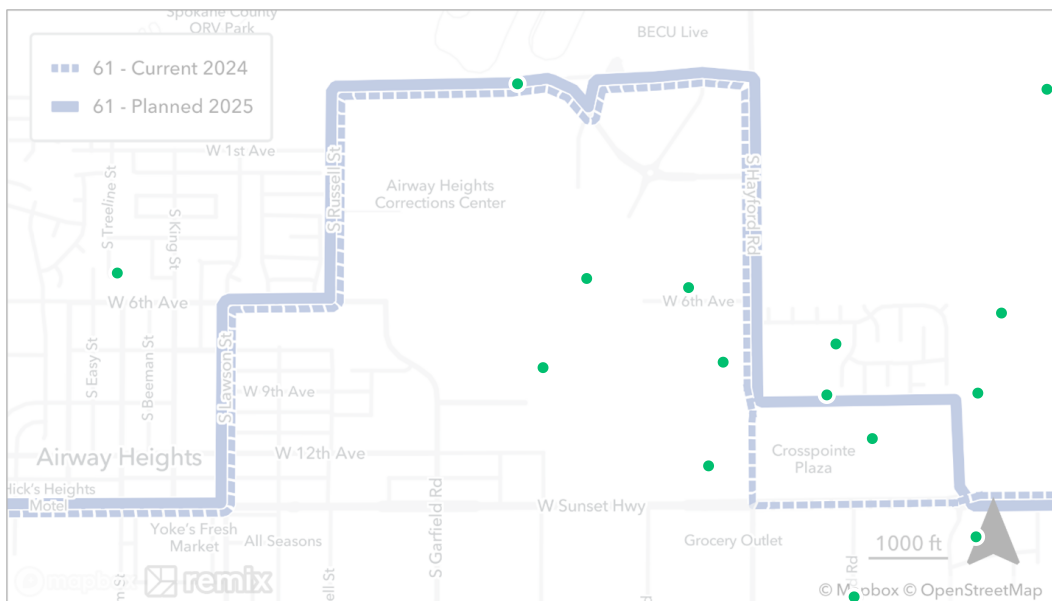 Spokane County
ORV Park
BECU Live
61 - Current 2024
61 - Planned 2025
W 1st Ave
S Treeline St
S King St
S Russell St
Airway Heights
Corrections Center
S Hayford Rd
W 6th Ave
W 6th Ave
S Easy St
S Beeman St
S Lawson St
W 9th Ave
Airway Heights
W 12th Ave
Crosspointe
Plaza
Hick's Heights
Motel
S Garfield Rd
W Sunset Hwy
Yoke's Fresh
Market
All Seasons
Grocery Outlet
1000 ft
mapbox
remix
© Mapbox © OpenStreetMap